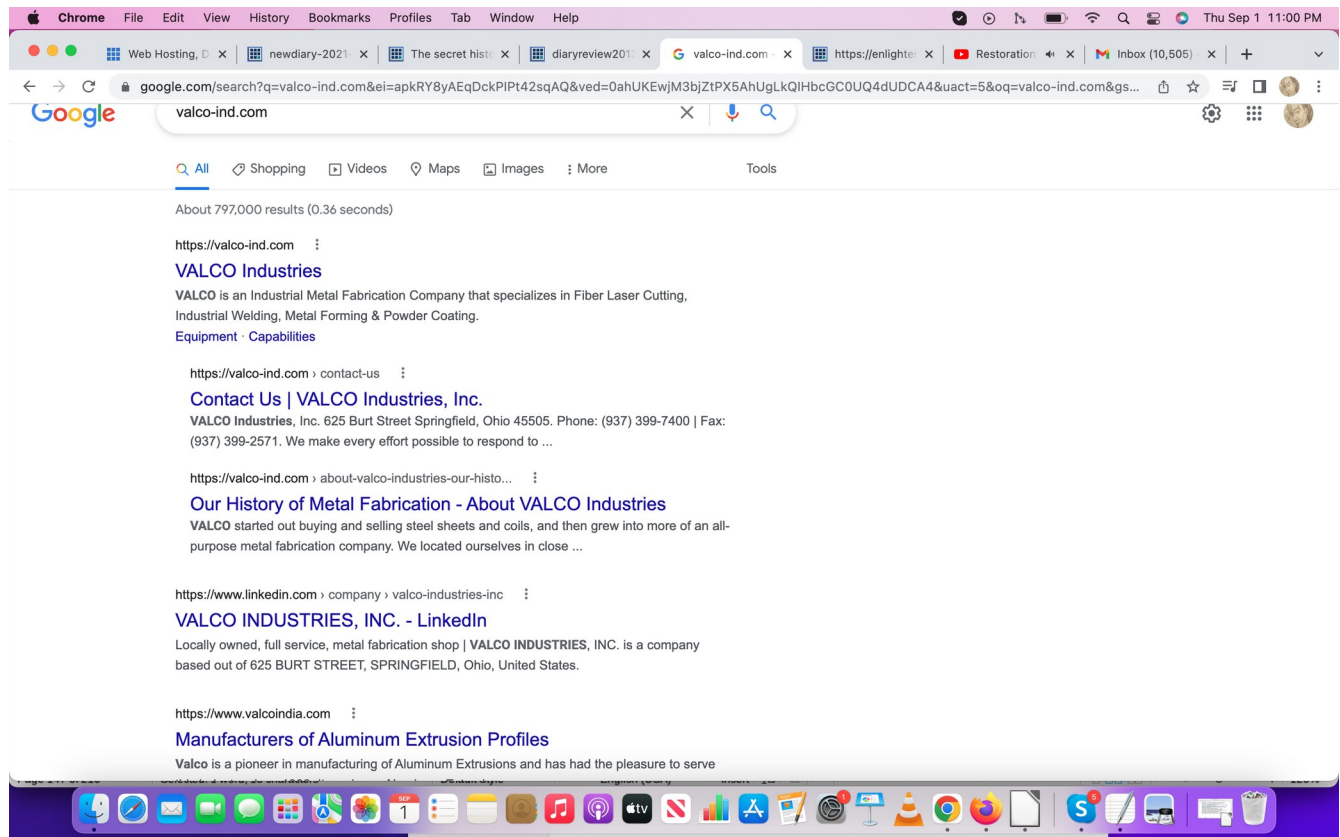 Chrome File Edit View History Bookmarks Profiles Tab Window Help Thu Sep 1 11:00 PM
Web Hosting, D newdiary-2021- The secret histo diaryreview201 valco-ind.com - https://enlighte Restoration Inbox (10,505) -
google.com/search?q=valco-ind.com&ei=apkRY8yAEqDckPIPt42sqAQ&ved=0ahUKEwjM3bjZtPX5AhUgLkQIHbcGC0UQ4dUDCA4&uact=5&oq=valco-ind.com&gs...
Google valco-ind.com
All Shopping Videos Maps Images More Tools
About 797,000 results (0.36 seconds)
https://valco-ind.com
VALCO Industries
VALCO is an Industrial Metal Fabrication Company that specializes in Fiber Laser Cutting,
Industrial Welding, Metal Forming & Powder Coating.
Equipment · Capabilities
https://valco-ind.com › contact-us
Contact Us | VALCO Industries, Inc.
VALCO Industries, Inc. 625 Burt Street Springfield, Ohio 45505. Phone: (937) 399-7400 | Fax:
(937) 399-2571. We make every effort possible to respond to ...
https://valco-ind.com › about-valco-industries-our-histo...
Our History of Metal Fabrication - About VALCO Industries
VALCO started out buying and selling steel sheets and coils, and then grew into more of an all-
purpose metal fabrication company. We located ourselves in close ...
https://www.linkedin.com › company › valco-industries-inc
VALCO INDUSTRIES, INC. - LinkedIn
Locally owned, full service, metal fabrication shop | VALCO INDUSTRIES, INC. is a company
based out of 625 BURT STREET, SPRINGFIELD, Ohio, United States.
https://www.valcoindia.com
Manufacturers of Aluminum Extrusion Profiles
Valco is a pioneer in manufacturing of Aluminum Extrusions and has had the pleasure to serve
SEP
1 tv 1 5